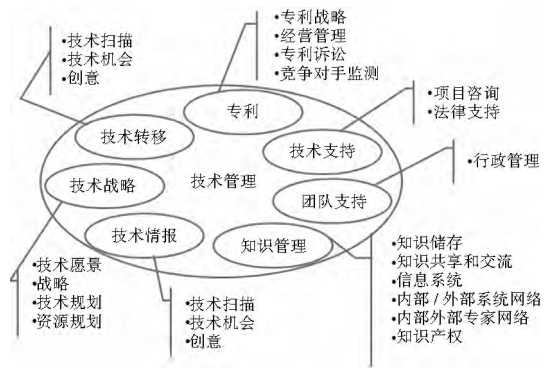 •专利战略
•经营管理
•专利诉讼
•竞争对手监测
•技术扫描
•技术机会
•创意
•项目咨询
•法律支持
专利
技术转移
技术支持
•行政管理
技术战略
技术管理
团队支持
技术情报
知识管理
•知识储存
•知识共享和交流
•信息系统
•内部/外部系统网络
•内部外部专家网络
•知识产权
•技术愿景
•战略
•技术规划
•资源规划
•技术扫描
•技术机会
•创意